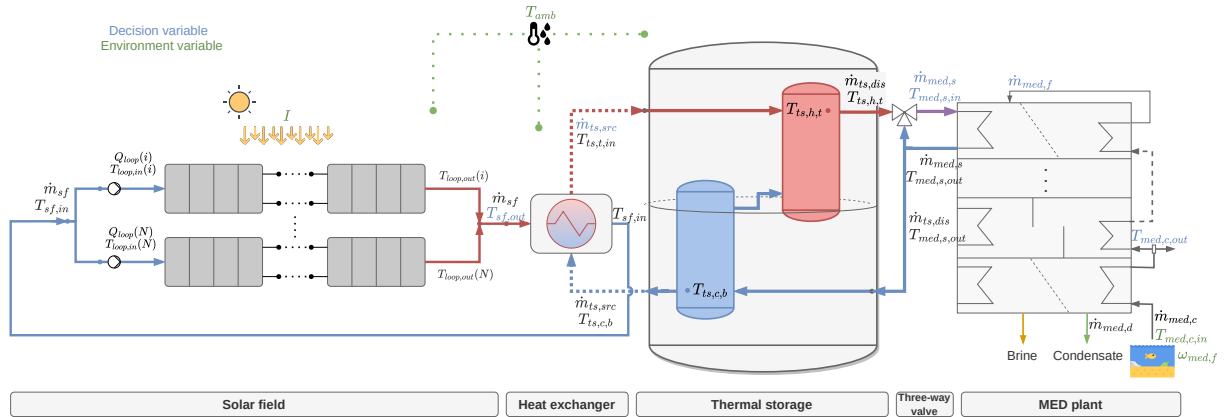 Decision variable
Environment variable
T_amb
I
Q_loop(i)
T_loop,in(i)
ṁ_sf
T_sf,in
Q_loop(N)
T_loop,in(N)
T_loop,out(i)
T_loop,out(N)
ṁ_sf
T_sf,out
T_sf,in
ṁ_ts,src
T_ts,t,in
ṁ_ts,src
T_ts,c,b
T_ts,h,t
T_ts,c,b
ṁ_ts,dis
T_ts,h,t
ṁ_med,s
T_med,s,in
ṁ_med,f
ṁ_med,s
T_med,s,out
ṁ_ts,dis
T_med,s,out
T_med,c,out
ṁ_med,d
ṁ_med,c
T_med,c,in
ω_med,f
Brine
Condensate
Solar field
Heat exchanger
Thermal storage
Three-way
valve
MED plant